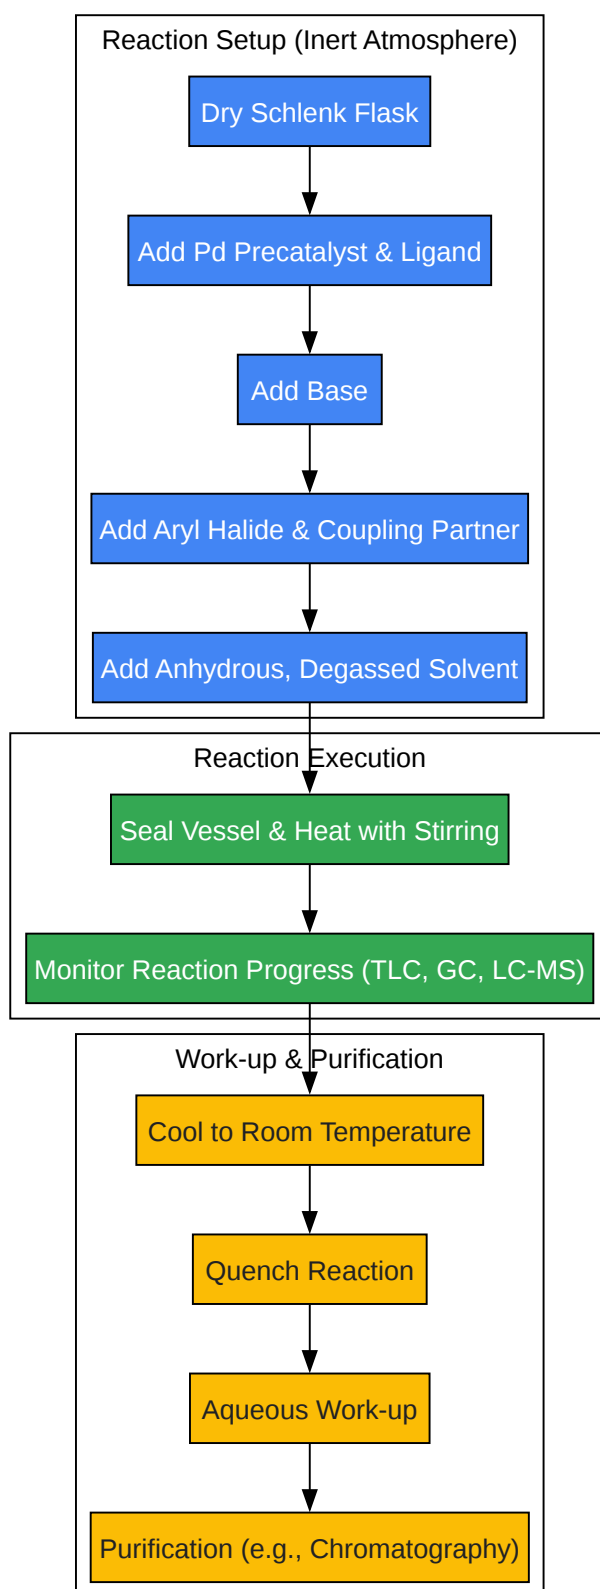 Reaction Setup (Inert Atmosphere)
Dry Schlenk Flask
Add Pd Precatalyst & Ligand
Add Base
Add Aryl Halide & Coupling Partner
Add Anhydrous, Degassed Solvent
Reaction Execution
Seal Vessel & Heat with Stirring
Monitor Reaction Progress (TLC, GC, LC-MS)
Work-up & Purification
Cool to Room Temperature
Quench Reaction
Aqueous Work-up
Purification (e.g., Chromatography)